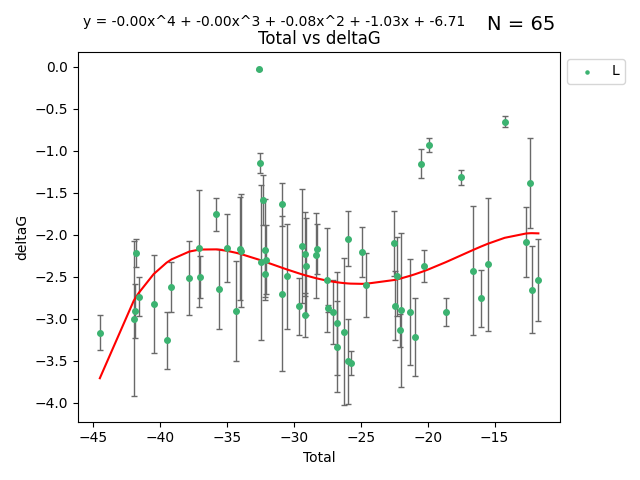 y = -0.00x^4 + -0.00x^3 + -0.08x^2 + -1.03x + -6.71 N = 65
Total vs deltaG
L
0.0
−0.5
−1.0
−1.5
−2.0
−2.5
−3.0
−3.5
−4.0
deltaG
−45 −40 −35 −30 −25 −20 −15
Total